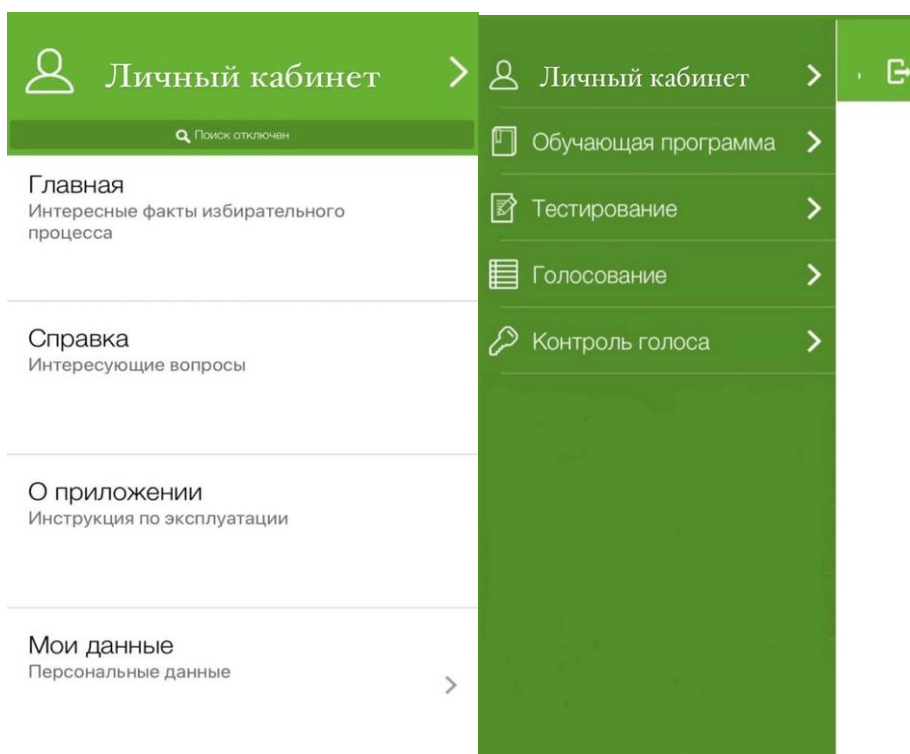 Личный кабинет
Поиск отключен
Главная
Интересные факты избирательного
процесса
Справка
Интересующие вопросы
О приложении
Инструкция по эксплуатации
Мои данные
Персональные данные
Личный кабинет
Обучающая программа
Тестирование
Голосование
Контроль голоса